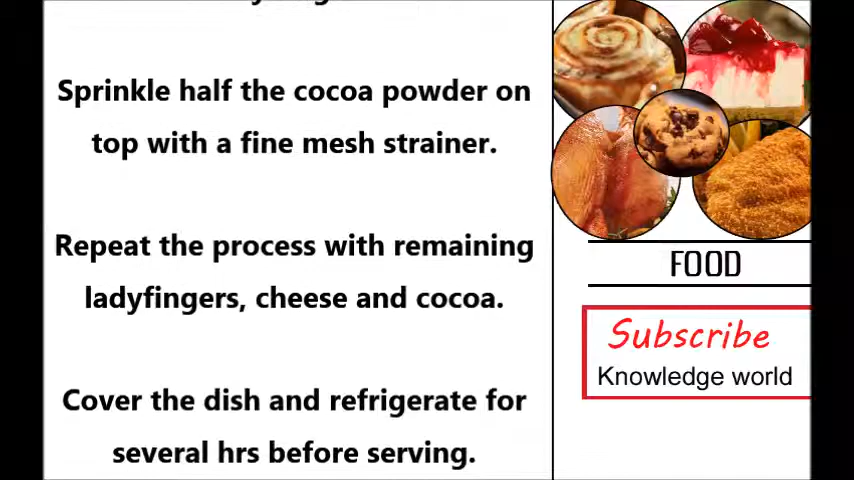 Sprinkle half the cocoa powder on
top with a fine mesh strainer.
Repeat the process with remaining
ladyfingers, cheese and cocoa.
Cover the dish and refrigerate for
several hrs before serving.
FOOD
Subscribe
Knowledge world